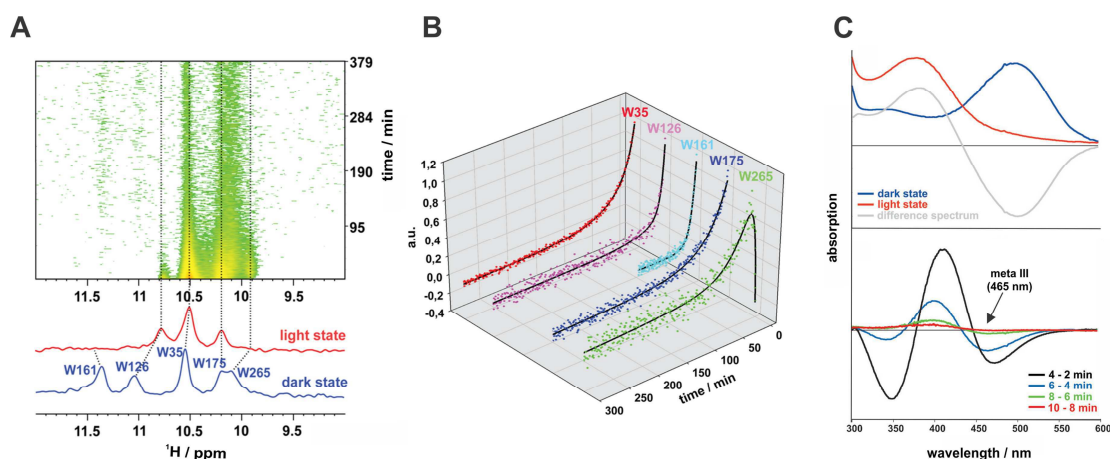 A
379
284
190
95
time / min
11.5 11 10.5 10 9.5
light state
W161 W126 W35 W175 W265
dark state
11.5 11 10.5 10 9.5
¹H / ppm
B
W35
W126
W161
W175
W265
1,2
1,0
0,8
0,6
0,4
0,2
0,0
-0,2
-0,4
a.u.
0
50
100
150
200
250
300
time / min
C
dark state
light state
difference spectrum
absorption
meta III
(465 nm)
4 - 2 min
6 - 4 min
8 - 6 min
10 - 8 min
300 400 500 600
wavelength / nm